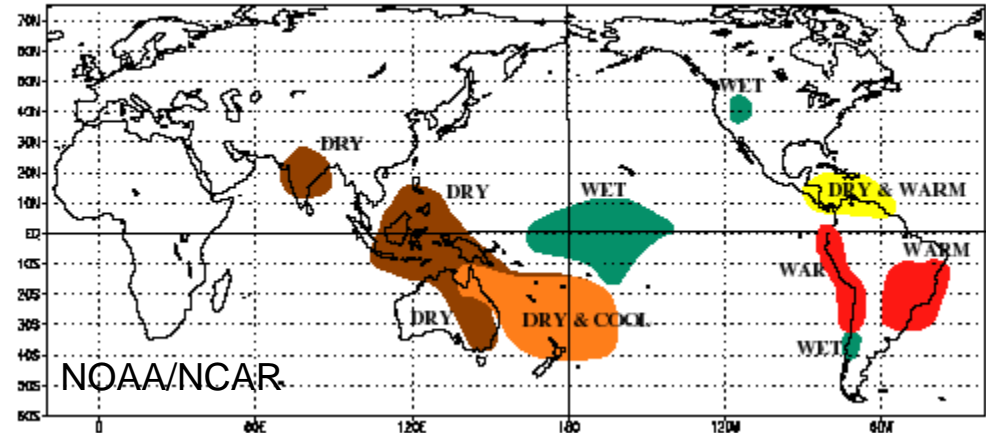 70N
60N
50N
WET
40N
30N
DRY
20N
DRY
WET
DRY & WARM
10N
EQ
WARM
10S
WAR
20S
DRY
DRY & COOL
30S
WET
40S
NOAA/NCAR
50S
60S
0
60E
120E
180
120W
60W